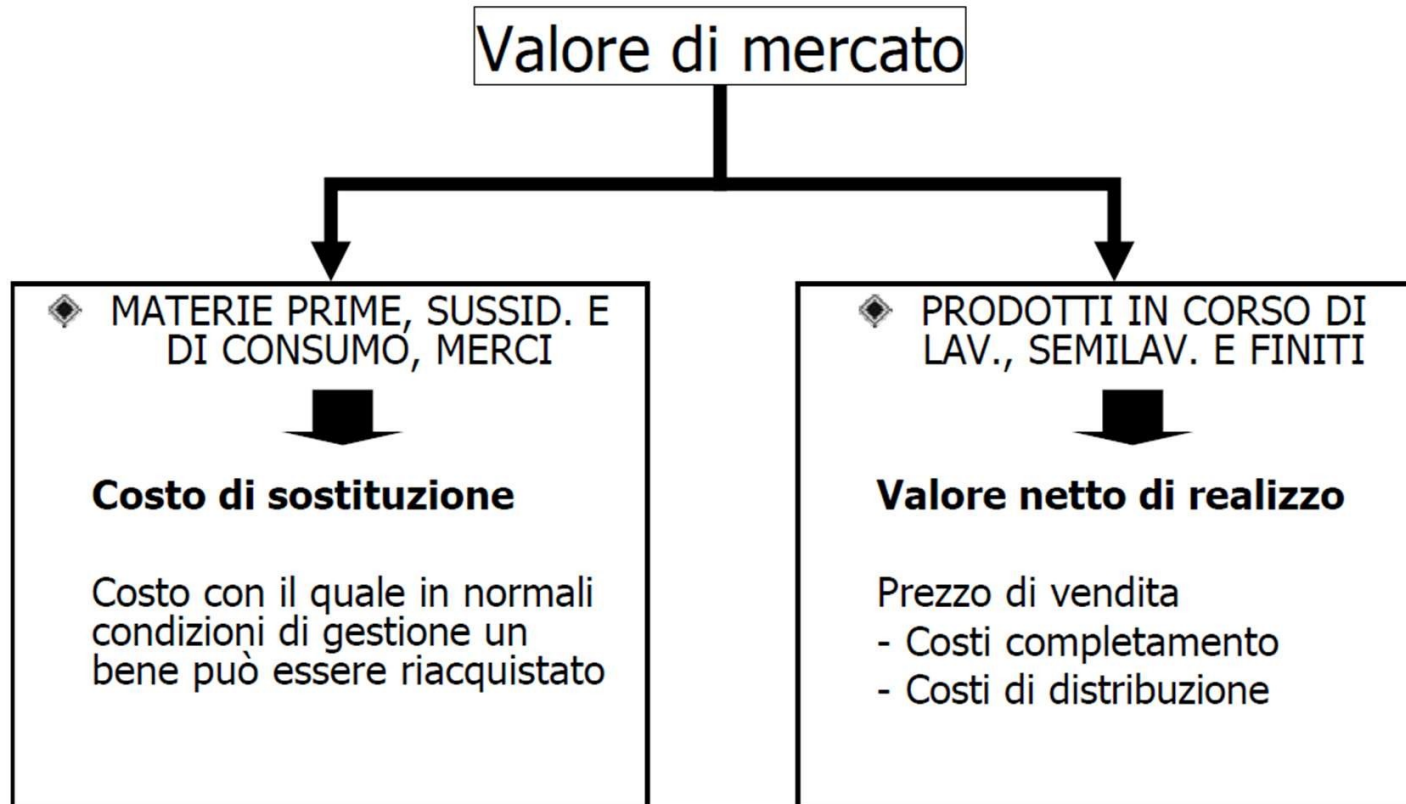 Valore di mercato
MATERIE PRIME, SUSSID. E
DI CONSUMO, MERCI
Costo di sostituzione
Costo con il quale in normali
condizioni di gestione un
bene può essere riacquistato
PRODOTTI IN CORSO DI
LAV., SEMILAV. E FINITI
Valore netto di realizzo
Prezzo di vendita
- Costi completamento
- Costi di distribuzione